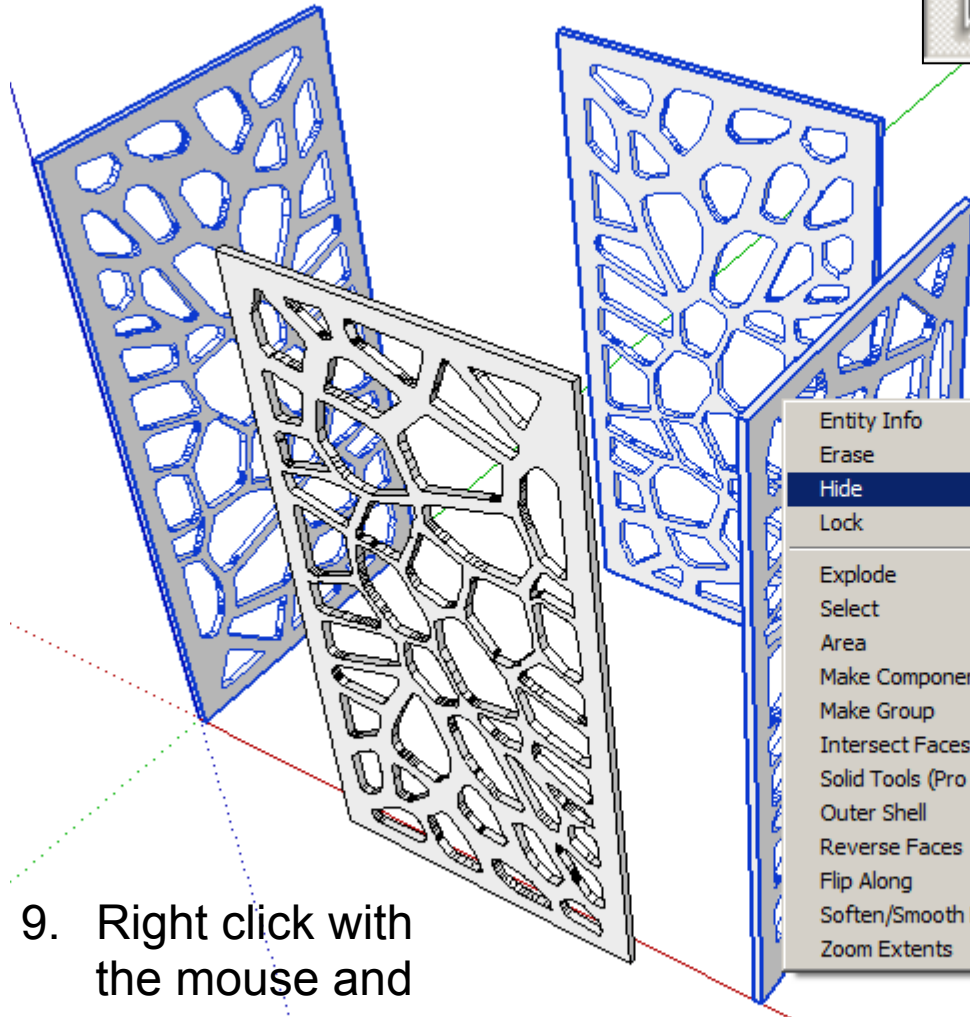 Entity Info
Erase
Hide
Lock
Explode
Select
Area
Make Componen
Make Group
Intersect Faces
Solid Tools (Pro
Outer Shell
Reverse Faces
Flip Along
Soften/Smooth
Zoom Extents
9. Right click with
the mouse and